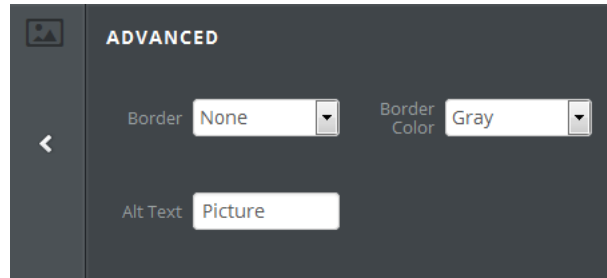 ADVANCED
Border None
Border Color Gray
Alt Text Picture